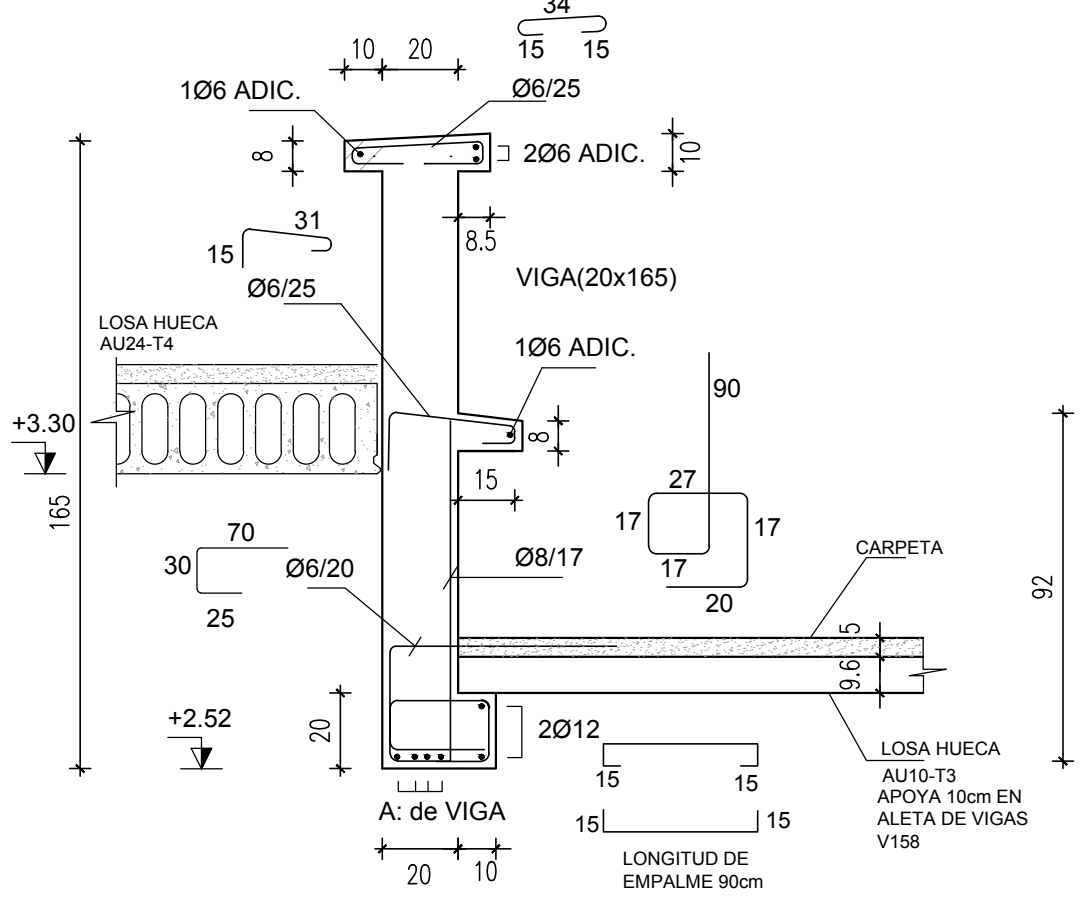 34
15 15
10 20
1Ø6 ADIC.
Ø6/25
8
2Ø6 ADIC.
10
31
15
8.5
Ø6/25
VIGA(20x165)
LOSA HUECA
AU24-T4
1Ø6 ADIC.
90
+3.30
8
165
15
27
17
17
17
20
70
30
25
Ø6/20
Ø8/17
CARPETA
92
5
9.6
+2.52
20
2Ø12
A: de VIGA
20 10
15 15
15 15
LONGITUD DE
EMPALME 90cm
LOSA HUECA
AU10-T3
APOYA 10cm EN
ALETA DE VIGAS
V158